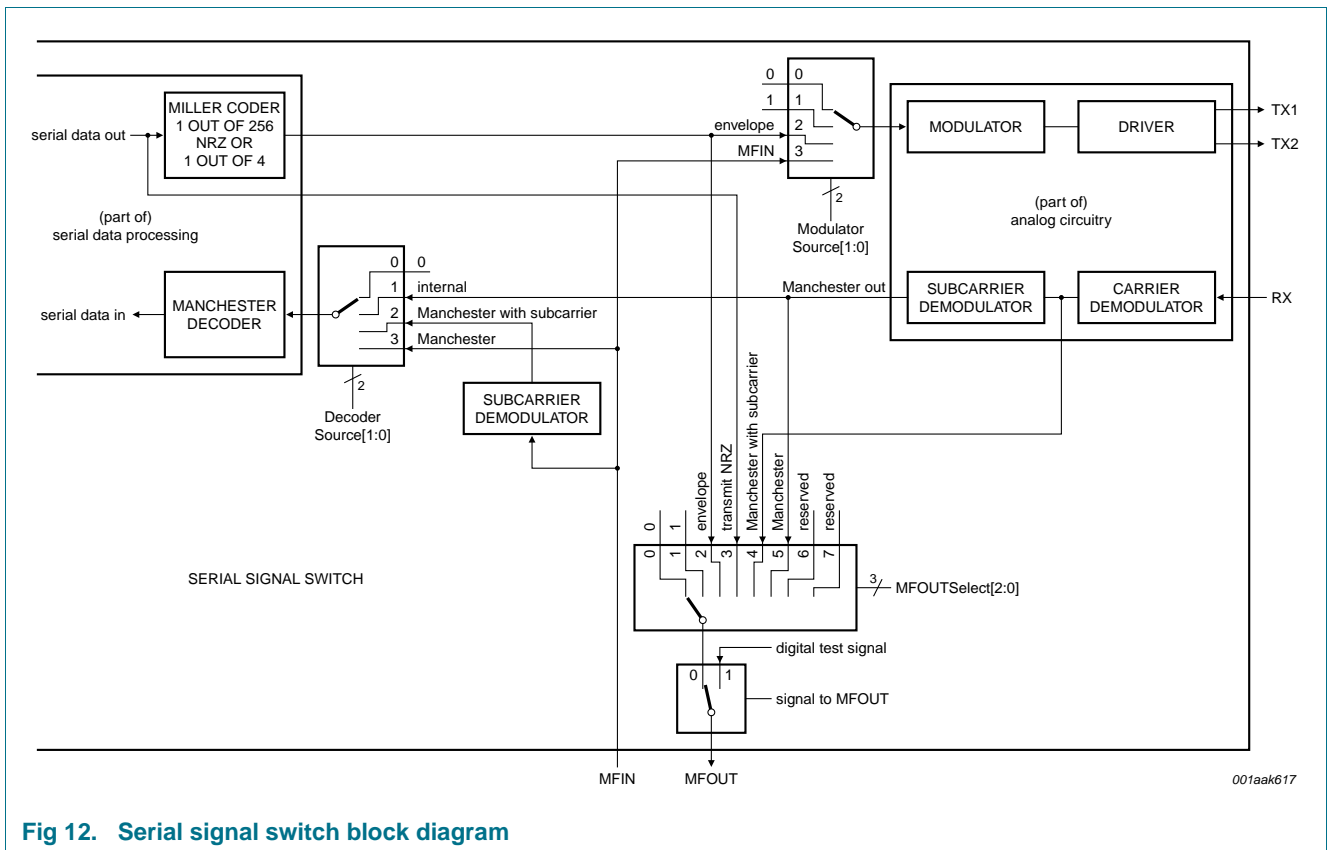 0 0
1 1
envelope 2
MFIN 3
2
Modulator
Source[1:0]
MILLER CODER
1 OUT OF 256
NRZ OR
1 OUT OF 4
serial data out
(part of)
serial data processing
MODULATOR
DRIVER
TX1
TX2
(part of)
analog circuitry
0 0
1 internal
2 Manchester with subcarrier
3 Manchester
2
Decoder
Source[1:0]
serial data in
MANCHESTER
DECODER
Manchester out
SUBCARRIER
DEMODULATOR
CARRIER
DEMODULATOR
RX
SUBCARRIER
DEMODULATOR
0
1
envelope
transmit NRZ
Manchester with subcarrier
Manchester
reserved
reserved
0 1 2 3 4 5 6 7
3
MFOUTSelect[2:0]
SERIAL SIGNAL SWITCH
digital test signal
0 1
signal to MFOUT
MFIN
MFOUT
001aak617
Fig 12. Serial signal switch block diagram